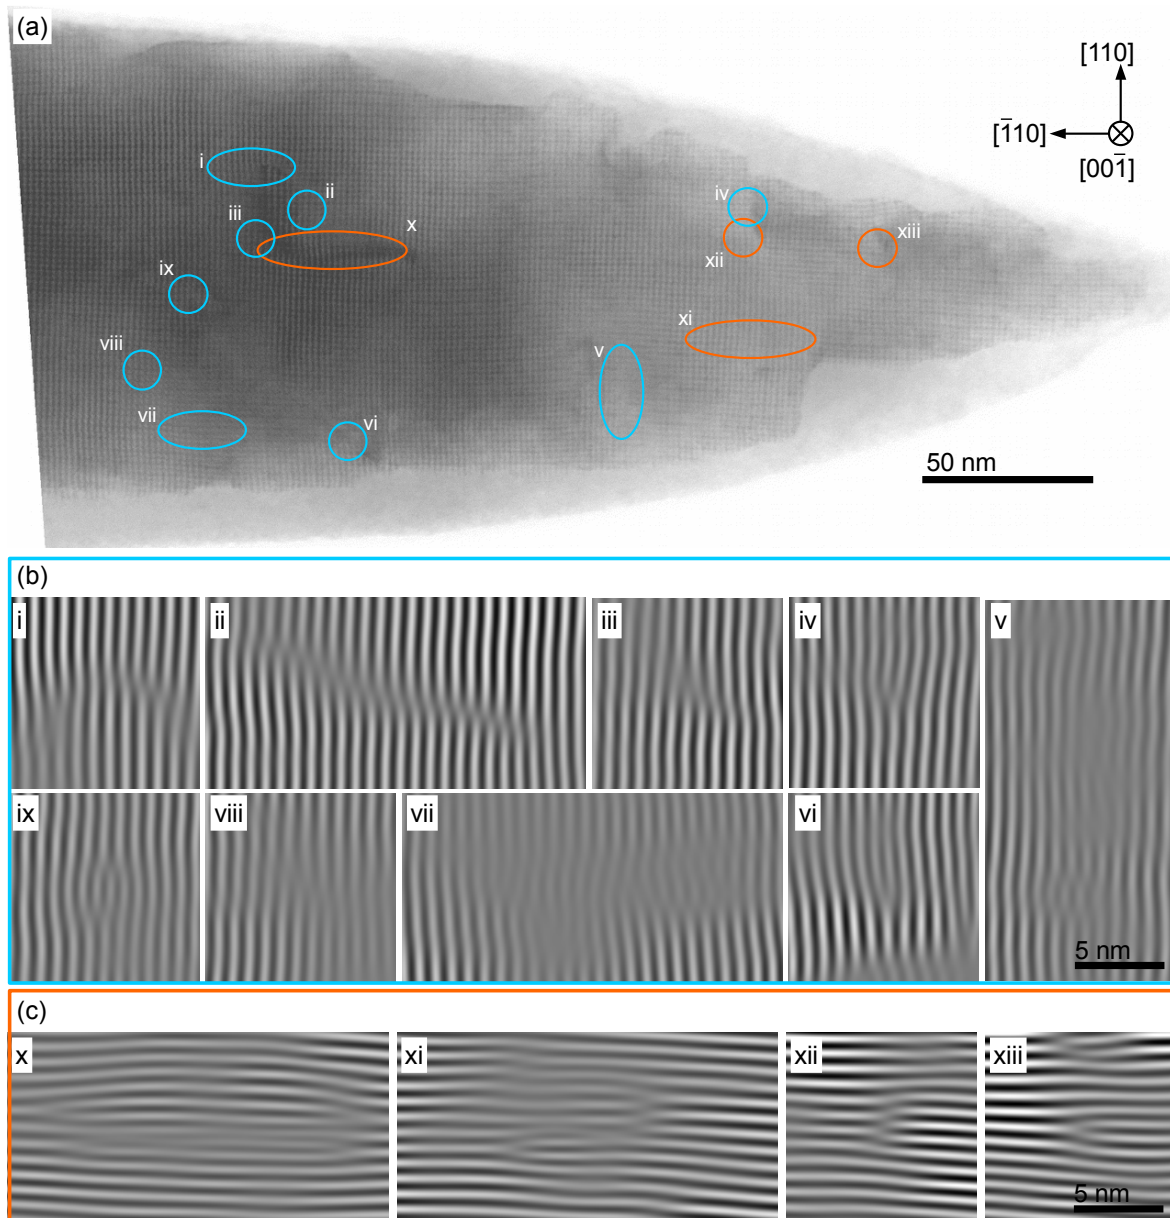 (a)
[110]
[1̄10]
[001̄]
i
ii
iii
x
iv
xii
xiii
ix
viii
vii
vi
v
xi
50 nm
(b)
i
ii
iii
iv
v
ix
viii
vii
vi
5 nm
(c)
x
xi
xii
xiii
5 nm